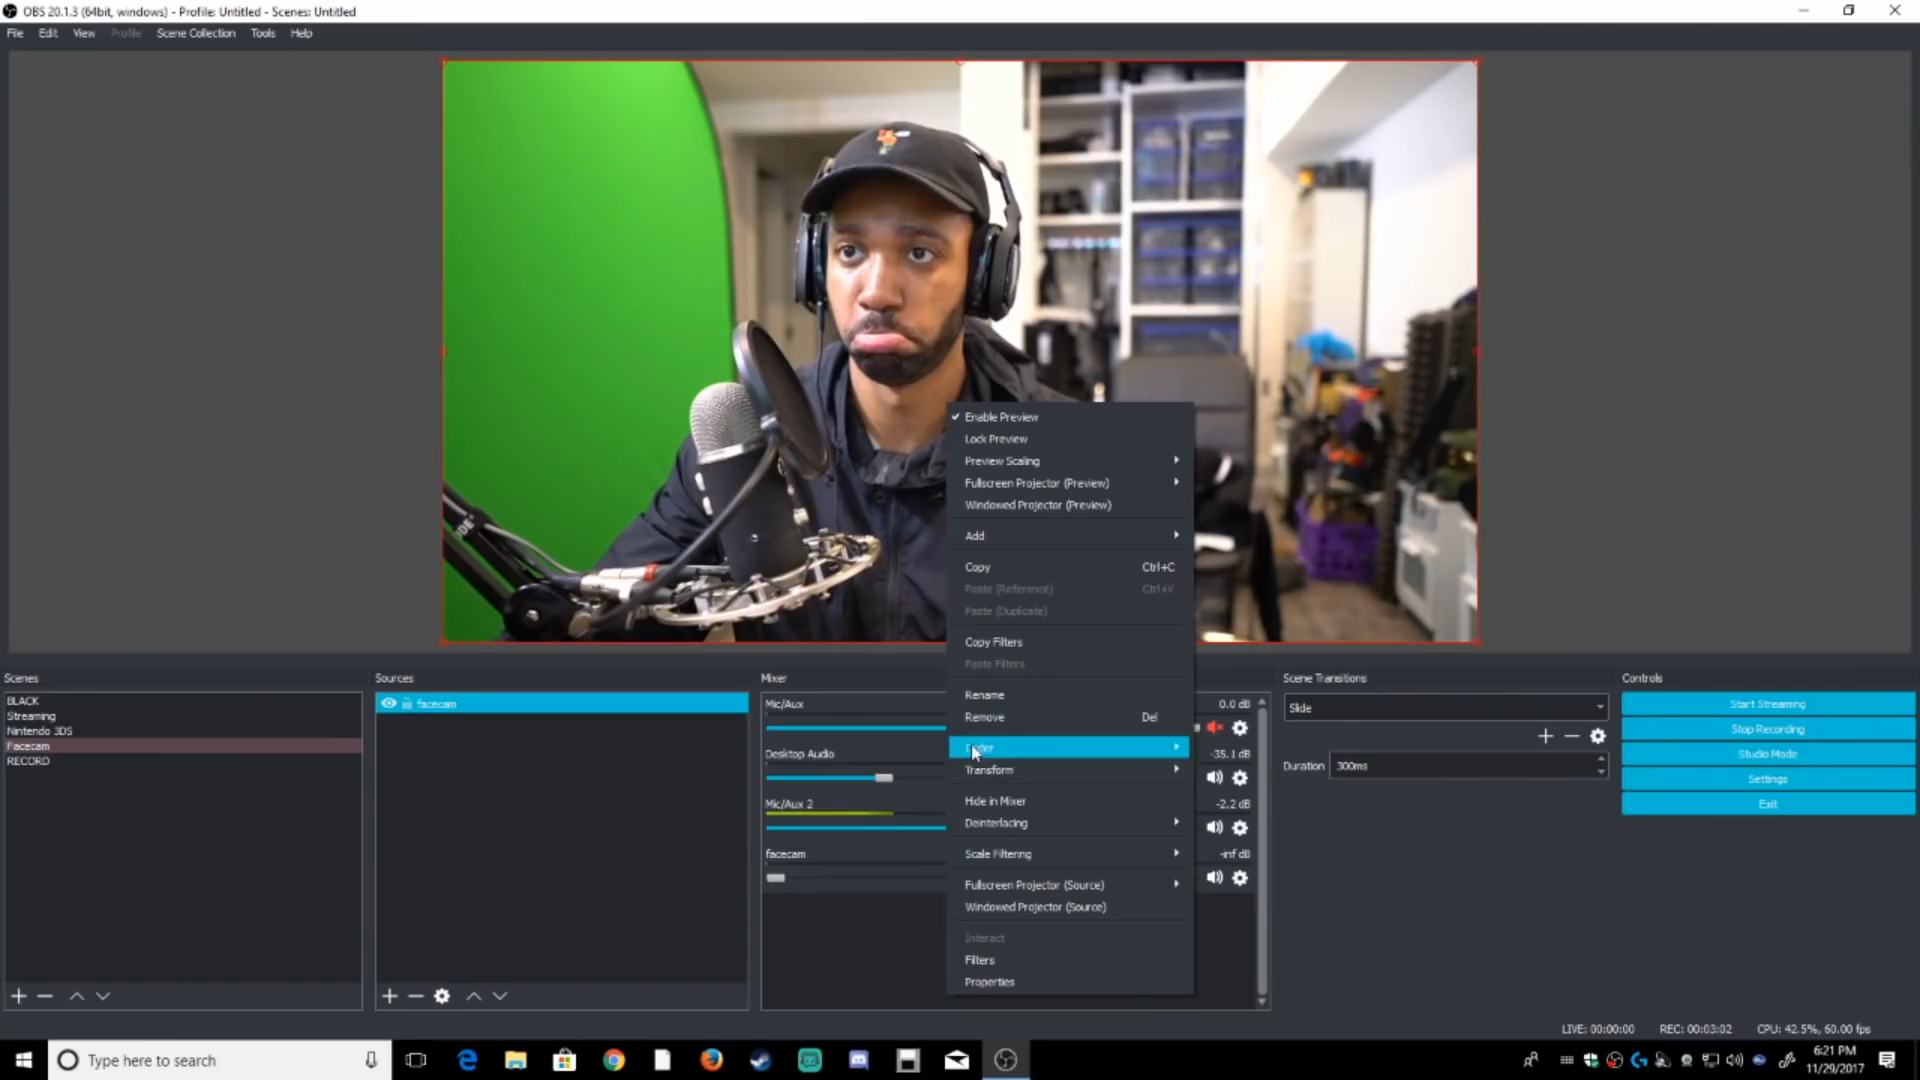 OBS 20.1.3 (64bit, windows) - Profile: Untitled - Scenes: Untitled
File Edit View Profile Scene Collection Tools Help
Enable Preview
Lock Preview
Preview Scaling
Fullscreen Projector (Preview)
Windowed Projector (Preview)
Add
Copy Ctrl+C
Paste (Reference) Ctrl+V
Paste (Duplicate)
Copy Filters
Paste Filters
Rename
Remove Del
Order
Transform
Hide in Mixer
Deinterlacing
Scale Filtering
Fullscreen Projector (Source)
Windowed Projector (Source)
Interact
Filters
Properties
Scenes
BLACK
Streaming
Nintendo 3DS
Facecam
RECORD
Sources
facecam
Mixer
Mic/Aux 0.0 dB
Desktop Audio -35.1 dB
Mic/Aux 2 -2.2 dB
facecam -inf dB
Scene Transitions
Slide
Duration 300ms
Controls
Start Streaming
Stop Recording
Studio Mode
Settings
Exit
LIVE: 00:00:00 REC: 00:03:02 CPU: 42.5%, 60.00 fps
Type here to search
6:21 PM
11/29/2017